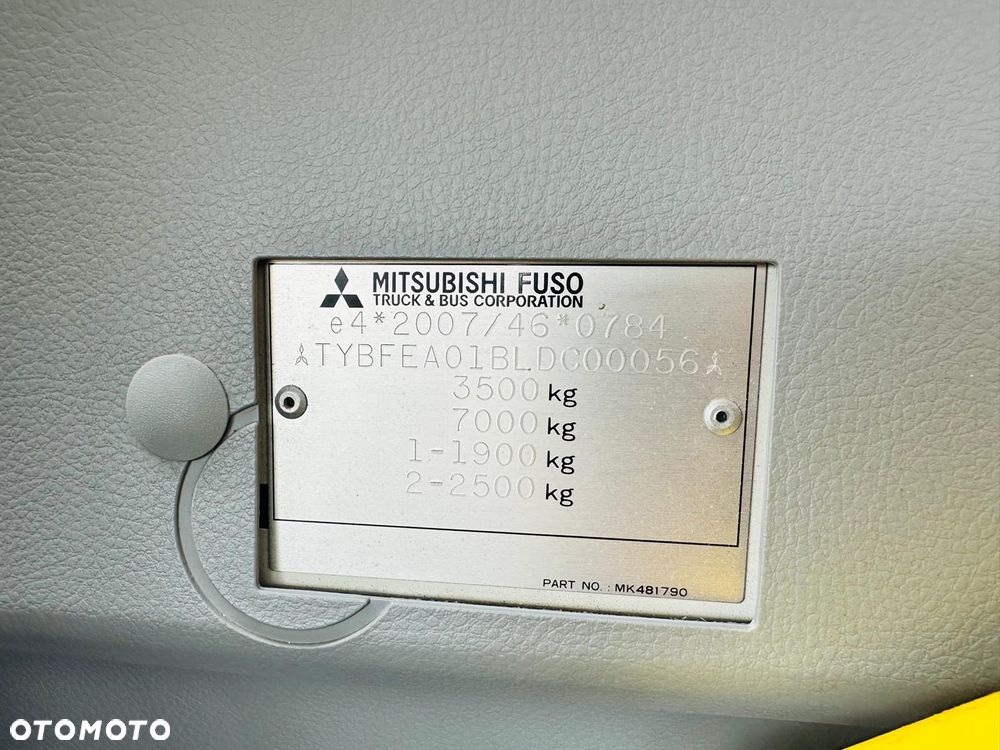 MITSUBISHI FUSO
TRUCK & BUS CORPORATION
e4*2007/46*0784
TYBFEA01BLDC00056
3500 kg
7000 kg
1-1900 kg
2-2500 kg
PART NO. : MK481790
OTOMOTO